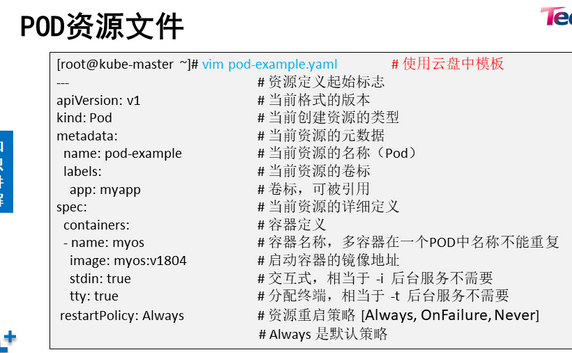 POD资源文件
Te
[root@kube-master ~]# vim pod-example.yaml # 使用云盘中模板
--- # 资源定义起始标志
apiVersion: v1 # 当前格式的版本
kind: Pod # 当前创建资源的类型
metadata: # 当前资源的元数据
name: pod-example # 当前资源的名称（Pod）
labels: # 当前资源的卷标
app: myapp # 卷标，可被引用
spec: # 当前资源的详细定义
containers: # 容器定义
- name: myos # 容器名称，多容器在一个POD中名称不能重复
image: myos:v1804 # 启动容器的镜像地址
stdin: true # 交互式，相当于 -i 后台服务不需要
tty: true # 分配终端，相当于 -t 后台服务不需要
restartPolicy: Always # 资源重启策略 [Always, OnFailure, Never]
# Always 是默认策略